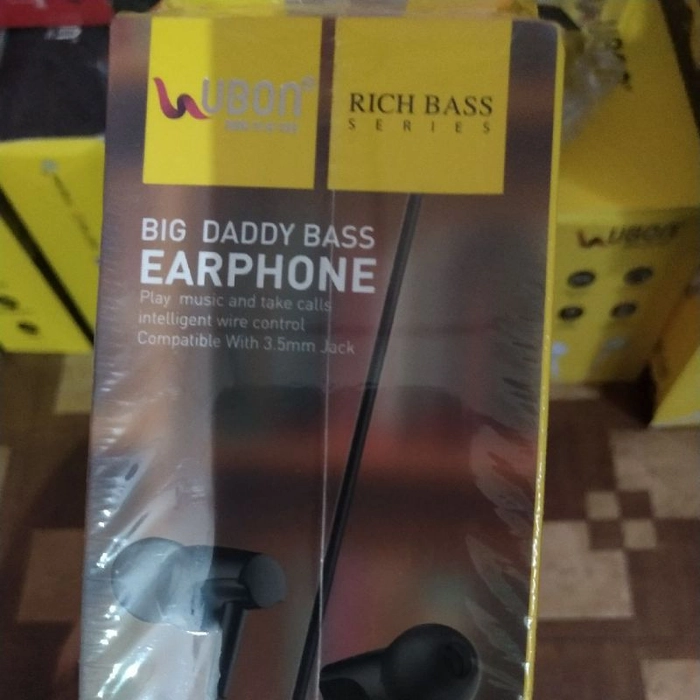 UBON
RICH BASS
SERIES
BIG DADDY BASS
EARPHONE
Play music and take calls
intelligent wire control
Compatible With 3.5mm Jack
UBON